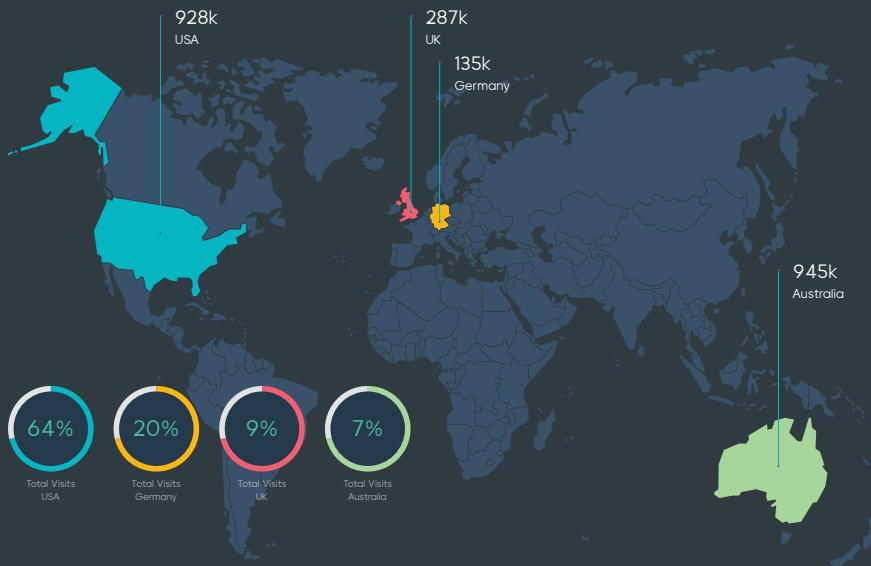 928k
USA
287k
UK
135k
Germany
945k
Australia
64%
Total Visits
USA
20%
Total Visits
Germany
9%
Total Visits
UK
7%
Total Visits
Australia